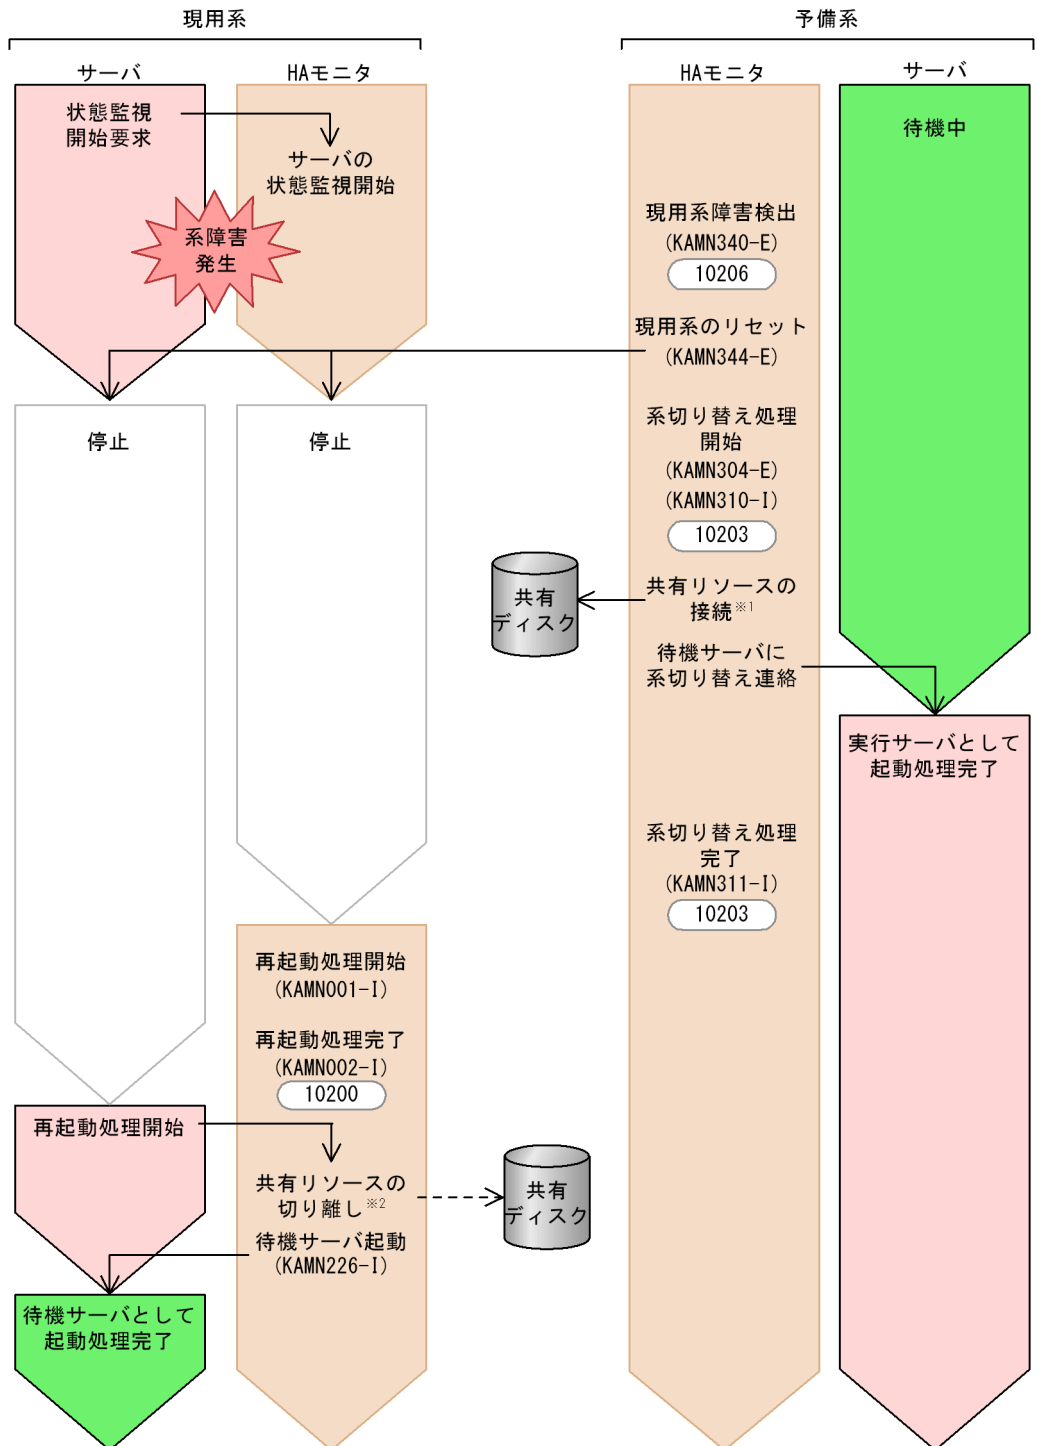 現用系
予備系
サーバ
HAモニタ
HAモニタ
サーバ
状態監視
開始要求
サーバの
状態監視開始
系障害
発生
待機中
現用系障害検出
(KAMN340-E)
10206
現用系のリセット
(KAMN344-E)
停止
停止
系切り替え処理
開始
(KAMN304-E)
(KAMN310-I)
10203
共有
ディスク
共有リソースの
接続※1
待機サーバに
系切り替え連絡
実行サーバとして
起動処理完了
系切り替え処理
完了
(KAMN311-I)
10203
再起動処理開始
(KAMN001-I)
再起動処理完了
(KAMN002-I)
10200
再起動処理開始
共有リソースの
切り離し※2
共有
ディスク
待機サーバ起動
(KAMN226-I)
待機サーバとして
起動処理完了